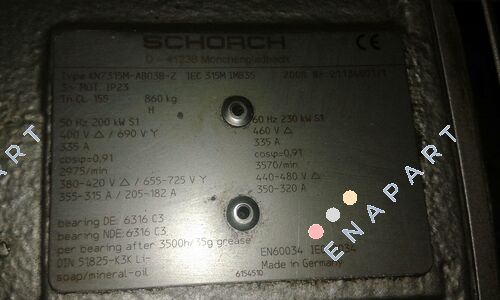 SCHORCH
D - 41238 Mönchengladbach
CE
Type KN7315M-AB03B-Z IEC 315M IMB35 2008
3~ MOT. IP23
Th.CL. 155 860 kg
H
50 Hz 200 kW S1 60 Hz 230 kW S1
400 V △ / 690 V Y 460 V △
335 A 335 A
cosφ=0,91 cosφ=0,91
2975/min 3570/min
380-420 V △ / 655-725 V Y 440-480 V △
355-315 A / 205-182 A 350-320 A
bearing DE: 6316 C3
bearing NDE: 6316 C3
per bearing after 3500h/35g grease
DIN 51825-K3K Li- EN60034 IEC
soap/mineral-oil 6154510 Made in Germany
ENAPART